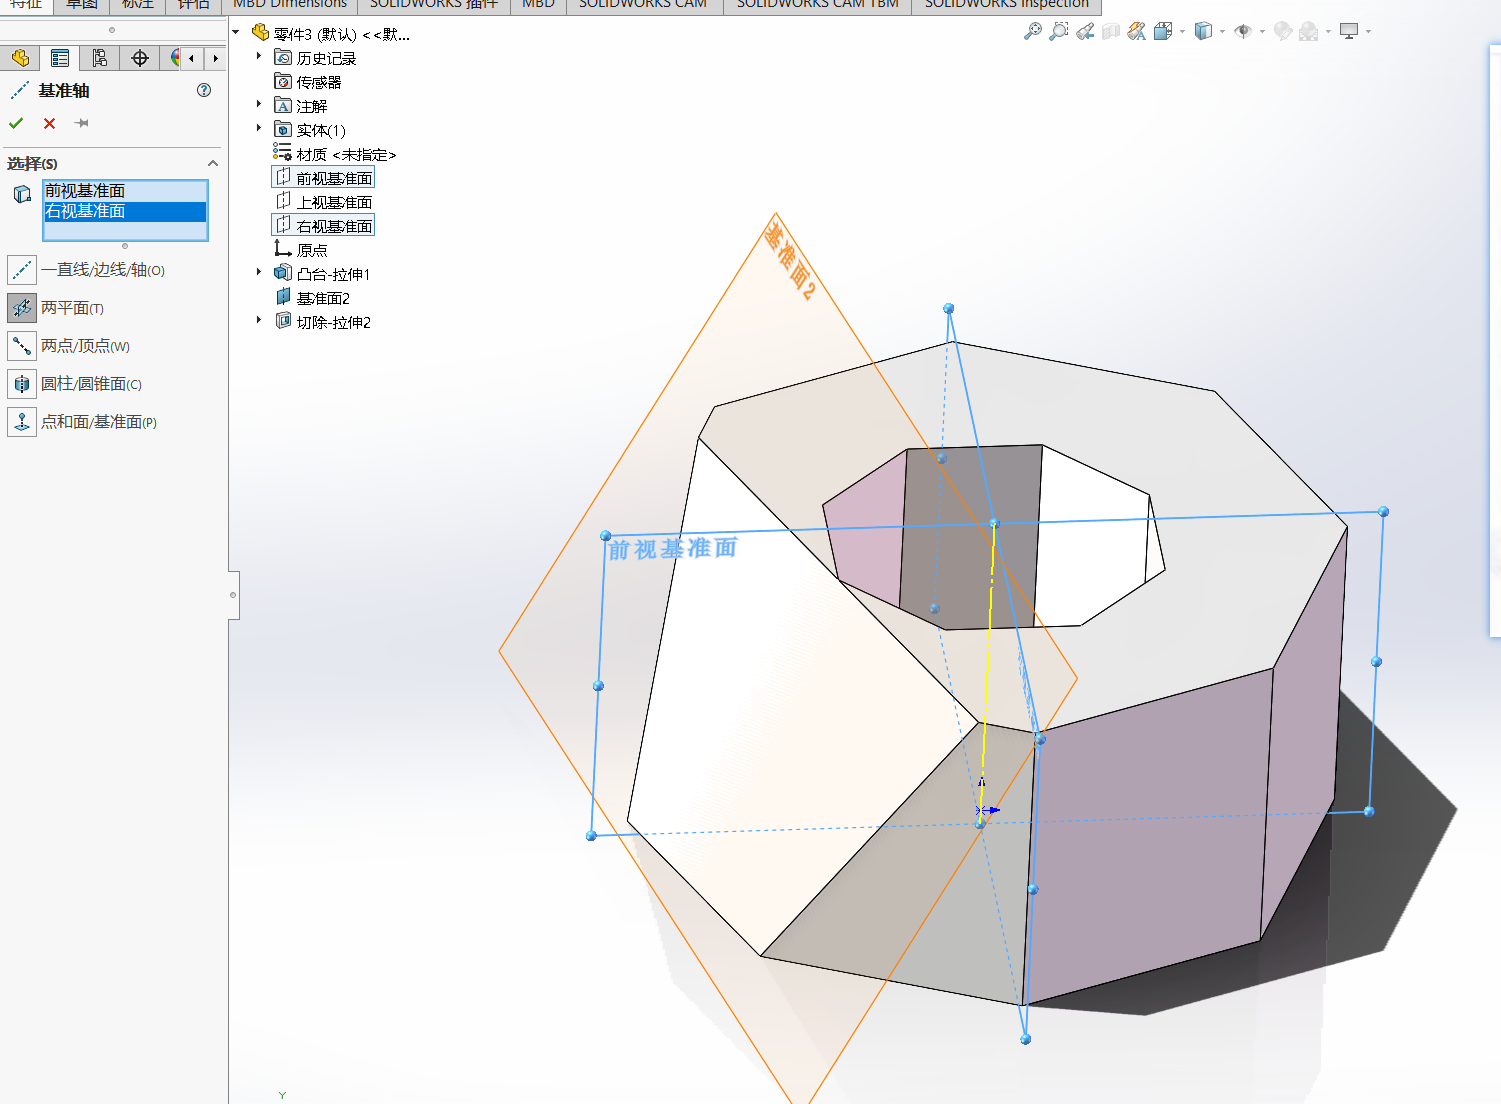 特征 草图 标注 评估 MBD Dimensions SOLIDWORKS 插件 MBD SOLIDWORKS CAM SOLIDWORKS CAM TBM SOLIDWORKS Inspection
零件3 (默认) <<默...
历史记录
传感器
注解
实体(1)
材质 <未指定>
前视基准面
上视基准面
右视基准面
原点
凸台-拉伸1
基准面2
切除-拉伸2
基准轴
选择(S)
前视基准面
右视基准面
一直线/边线/轴(O)
两平面(T)
两点/顶点(W)
圆柱/圆锥面(C)
点和面/基准面(P)
基准面2
前视基准面
Y